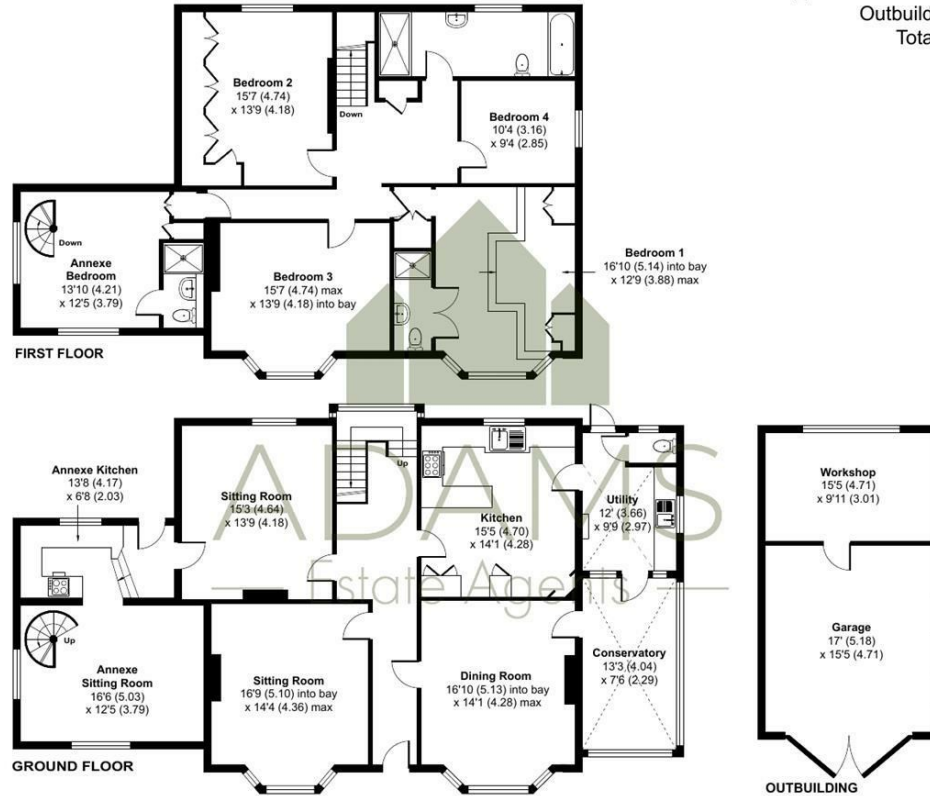 Outbuild
Tota
Bedroom 2
15'7 (4.74)
x 13'9 (4.18)
Down
Bedroom 4
10'4 (3.16)
x 9'4 (2.85)
Down
Annexe
Bedroom
13'10 (4.21)
x 12'5 (3.79)
Bedroom 3
15'7 (4.74) max
x 13'9 (4.18) into bay
Bedroom 1
16'10 (5.14) into bay
x 12'9 (3.88) max
FIRST FLOOR
Annexe Kitchen
13'8 (4.17)
x 6'8 (2.03)
Sitting Room
15'3 (4.64)
x 13'9 (4.18)
Up
Kitchen
15'5 (4.70)
x 14'1 (4.28)
Utility
12' (3.66)
x 9'9 (2.97)
Workshop
15'5 (4.71)
x 9'11 (3.01)
ADAMS
Estate Agents
Up
Annexe
Sitting Room
16'6 (5.03)
x 12'5 (3.79)
Sitting Room
16'9 (5.10) into bay
x 14'4 (4.36) max
Dining Room
16'10 (5.13) into bay
x 14'1 (4.28) max
Conservatory
13'3 (4.04)
x 7'6 (2.29)
Garage
17' (5.18)
x 15'5 (4.71)
GROUND FLOOR
OUTBUILDING